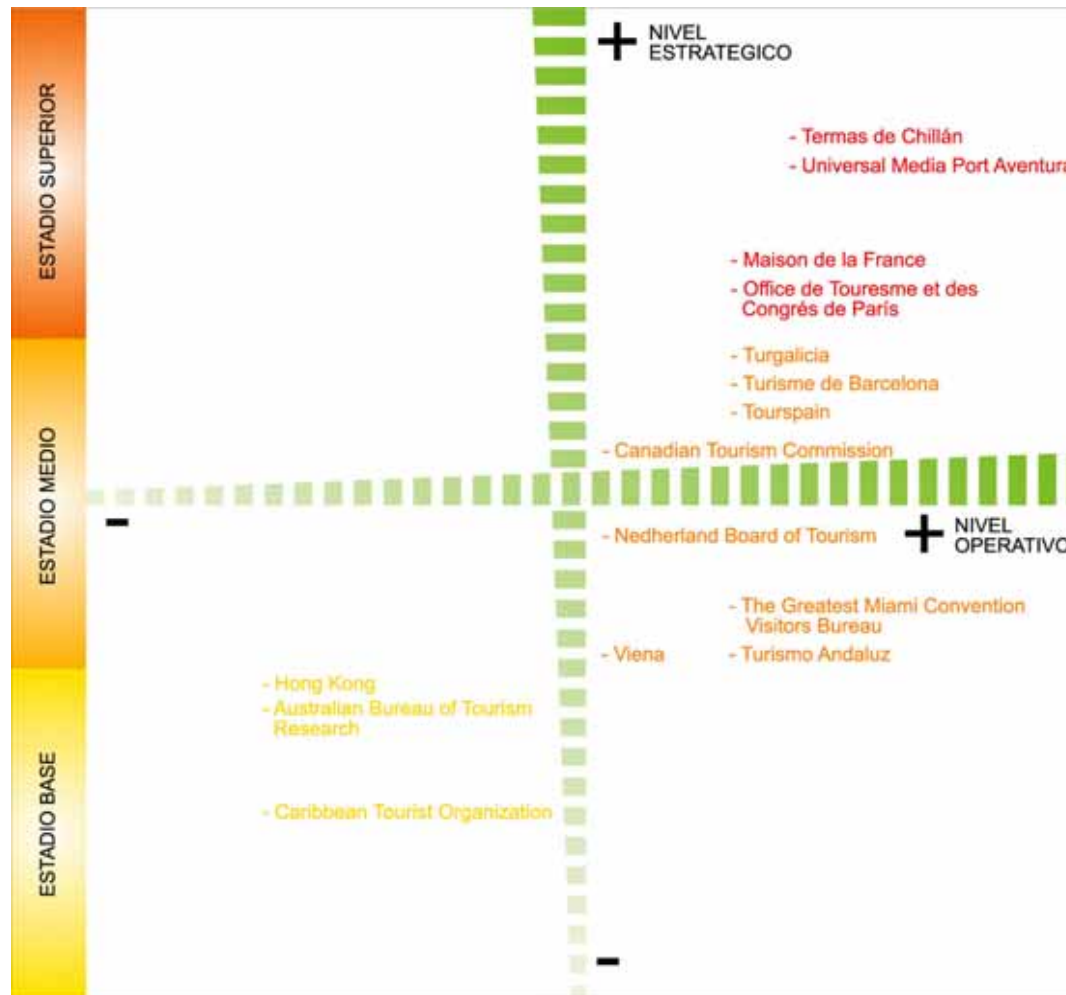 ESTADIO SUPERIOR
ESTADIO MEDIO
ESTADIO BASE
+ NIVEL
ESTRATEGICO
- Termas de Chillán
- Universal Media Port Aventura
- Maison de la France
- Office de Touresme et des
Congrés de París
- Turgalicia
- Turisme de Barcelona
- Tourspain
- Canadian Tourism Commission
-
- Nedherland Board of Tourism
+ NIVEL
OPERATIVO
- The Greatest Miami Convention
Visitors Bureau
- Viena
- Turismo Andaluz
- Hong Kong
- Australian Bureau of Tourism
Research
- Caribbean Tourist Organization
-